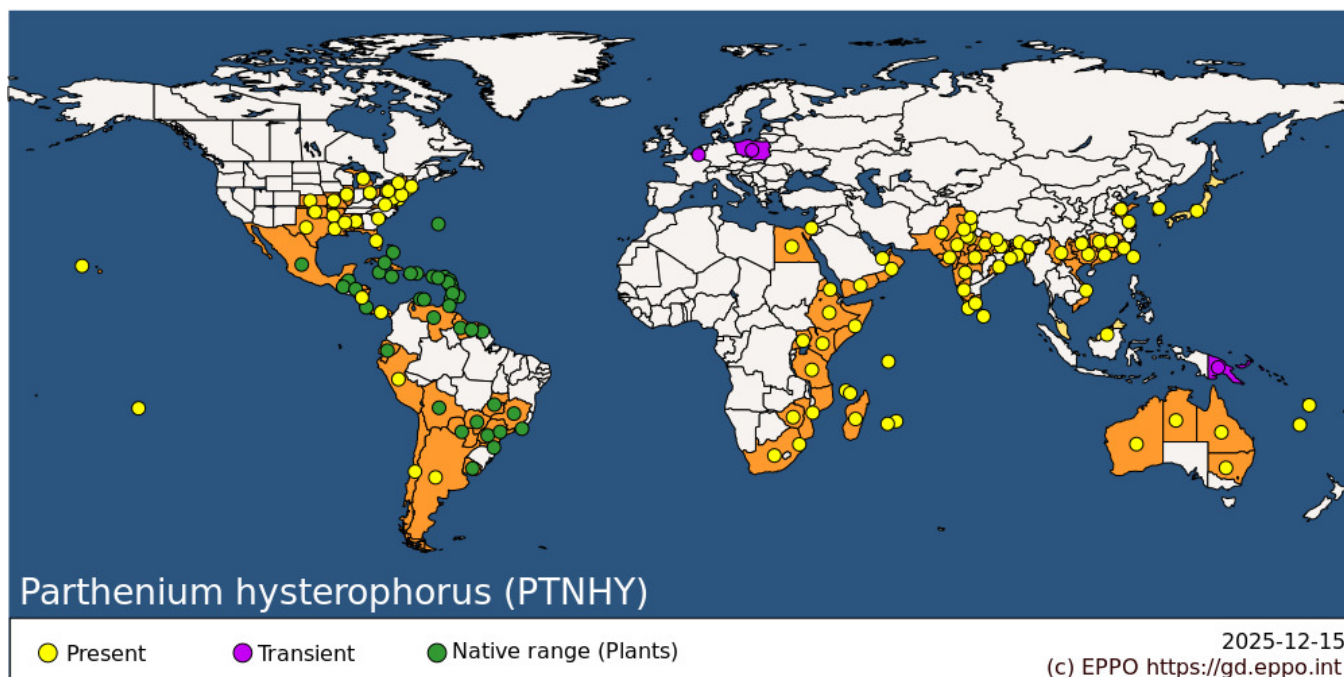 Parthenium hysterophorus (PTNHY)
Present
Transient
Native range (Plants)
2025-12-15
(c) EPPO https://gd.eppo.int